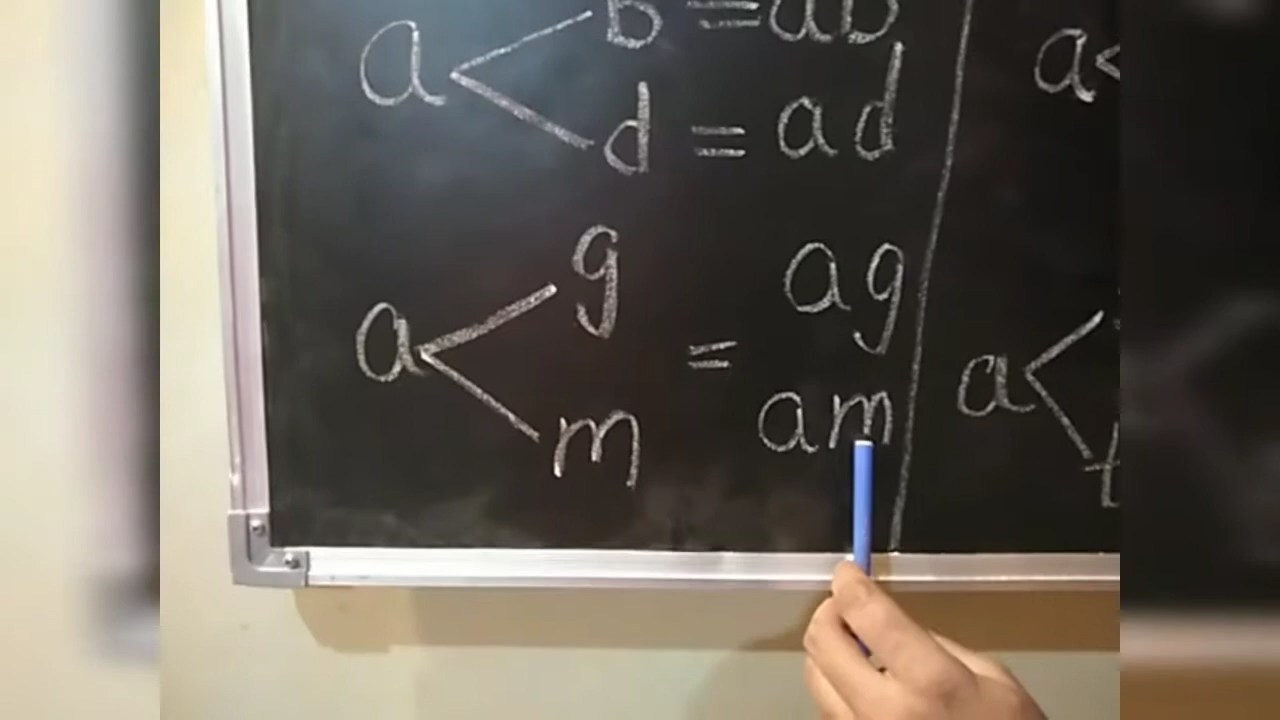 a < b = ab
d = ad
a < g = ag
m am
a <
a < t